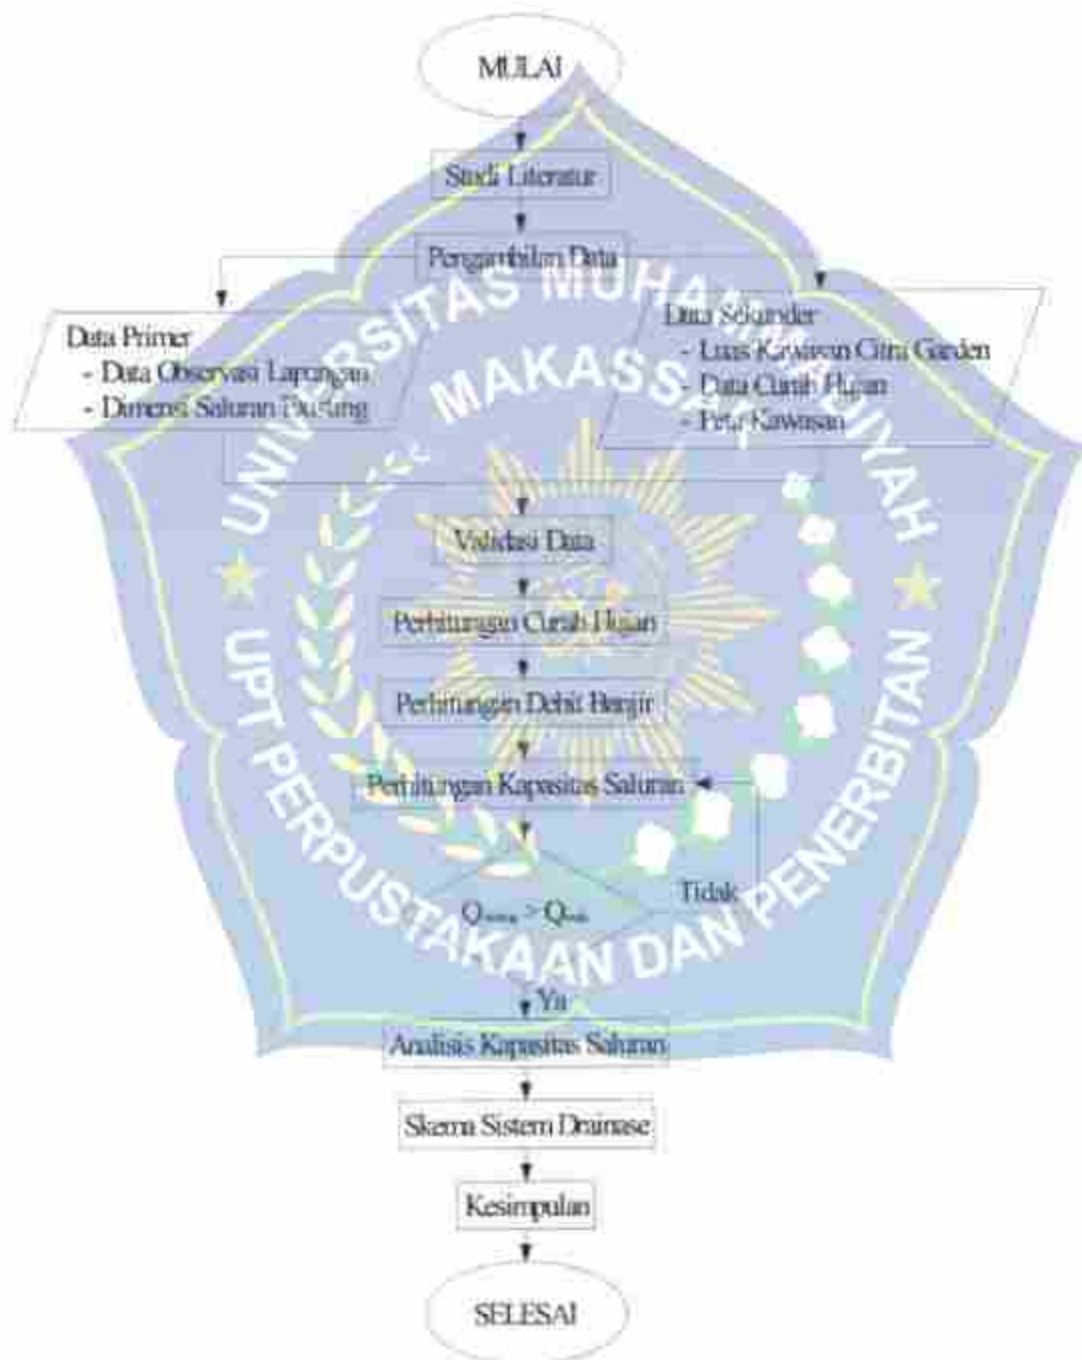 MULAI
Studi Literatur
Pengambilan Data
Data Primer
- Data Observasi Lapangan
- Dimensi Saluran Existing
Data Sekunder
- Luas Kawasan Citra Garden
- Data Curah Hujan
- Peta Kawasan
Validasi Data
Perhitungan Curah Hujan
Perhitungan Debit Banjir
Perhitungan Kapasitas Saluran
Tidak
Q > Q
Ya
Analisis Kapasitas Saluran
Skema Sistem Drainase
Kesimpulan
SELESAI
UNIVERSITAS MUHAMMADIYAH
MAKASSAR
UPT PERPUSTAKAAN DAN PENERBITAN